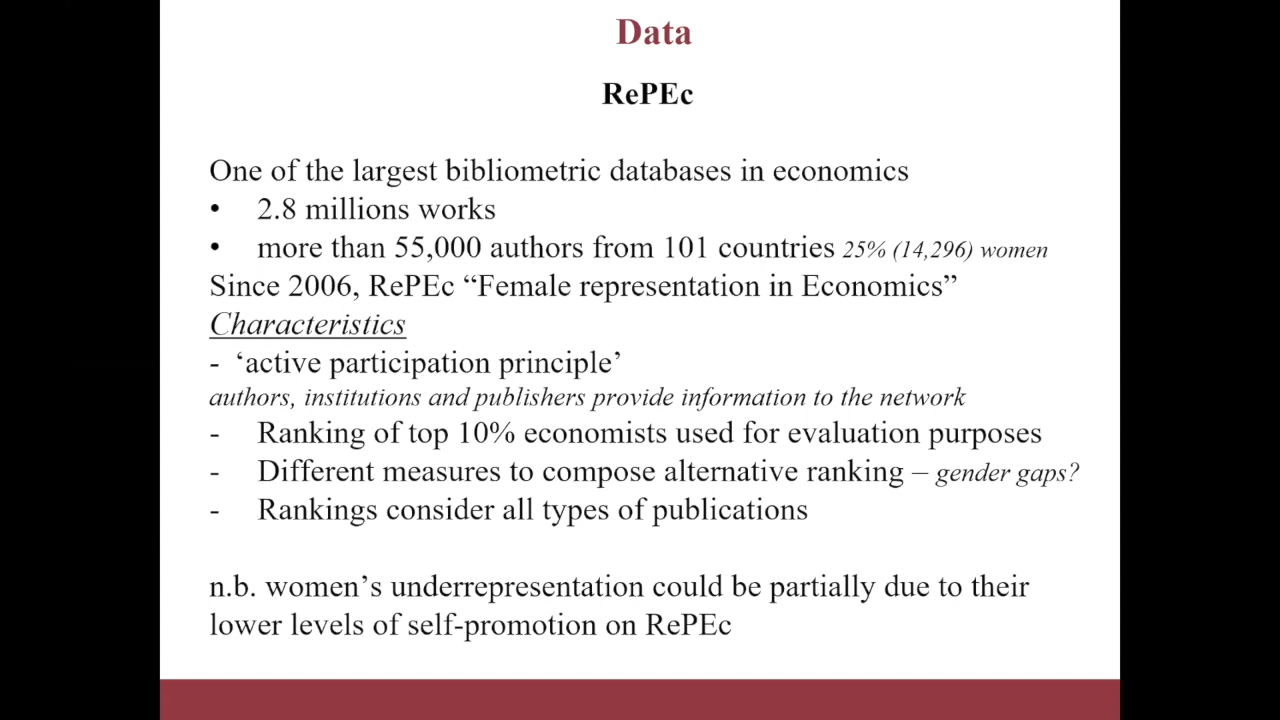 Data
RePEc
One of the largest bibliometric databases in economics
• 2.8 millions works
• more than 55,000 authors from 101 countries 25% (14,296) women
Since 2006, RePEc “Female representation in Economics”
Characteristics
- ‘active participation principle’
authors, institutions and publishers provide information to the network
- Ranking of top 10% economists used for evaluation purposes
- Different measures to compose alternative ranking – gender gaps?
- Rankings consider all types of publications
n.b. women’s underrepresentation could be partially due to their
lower levels of self-promotion on RePEc